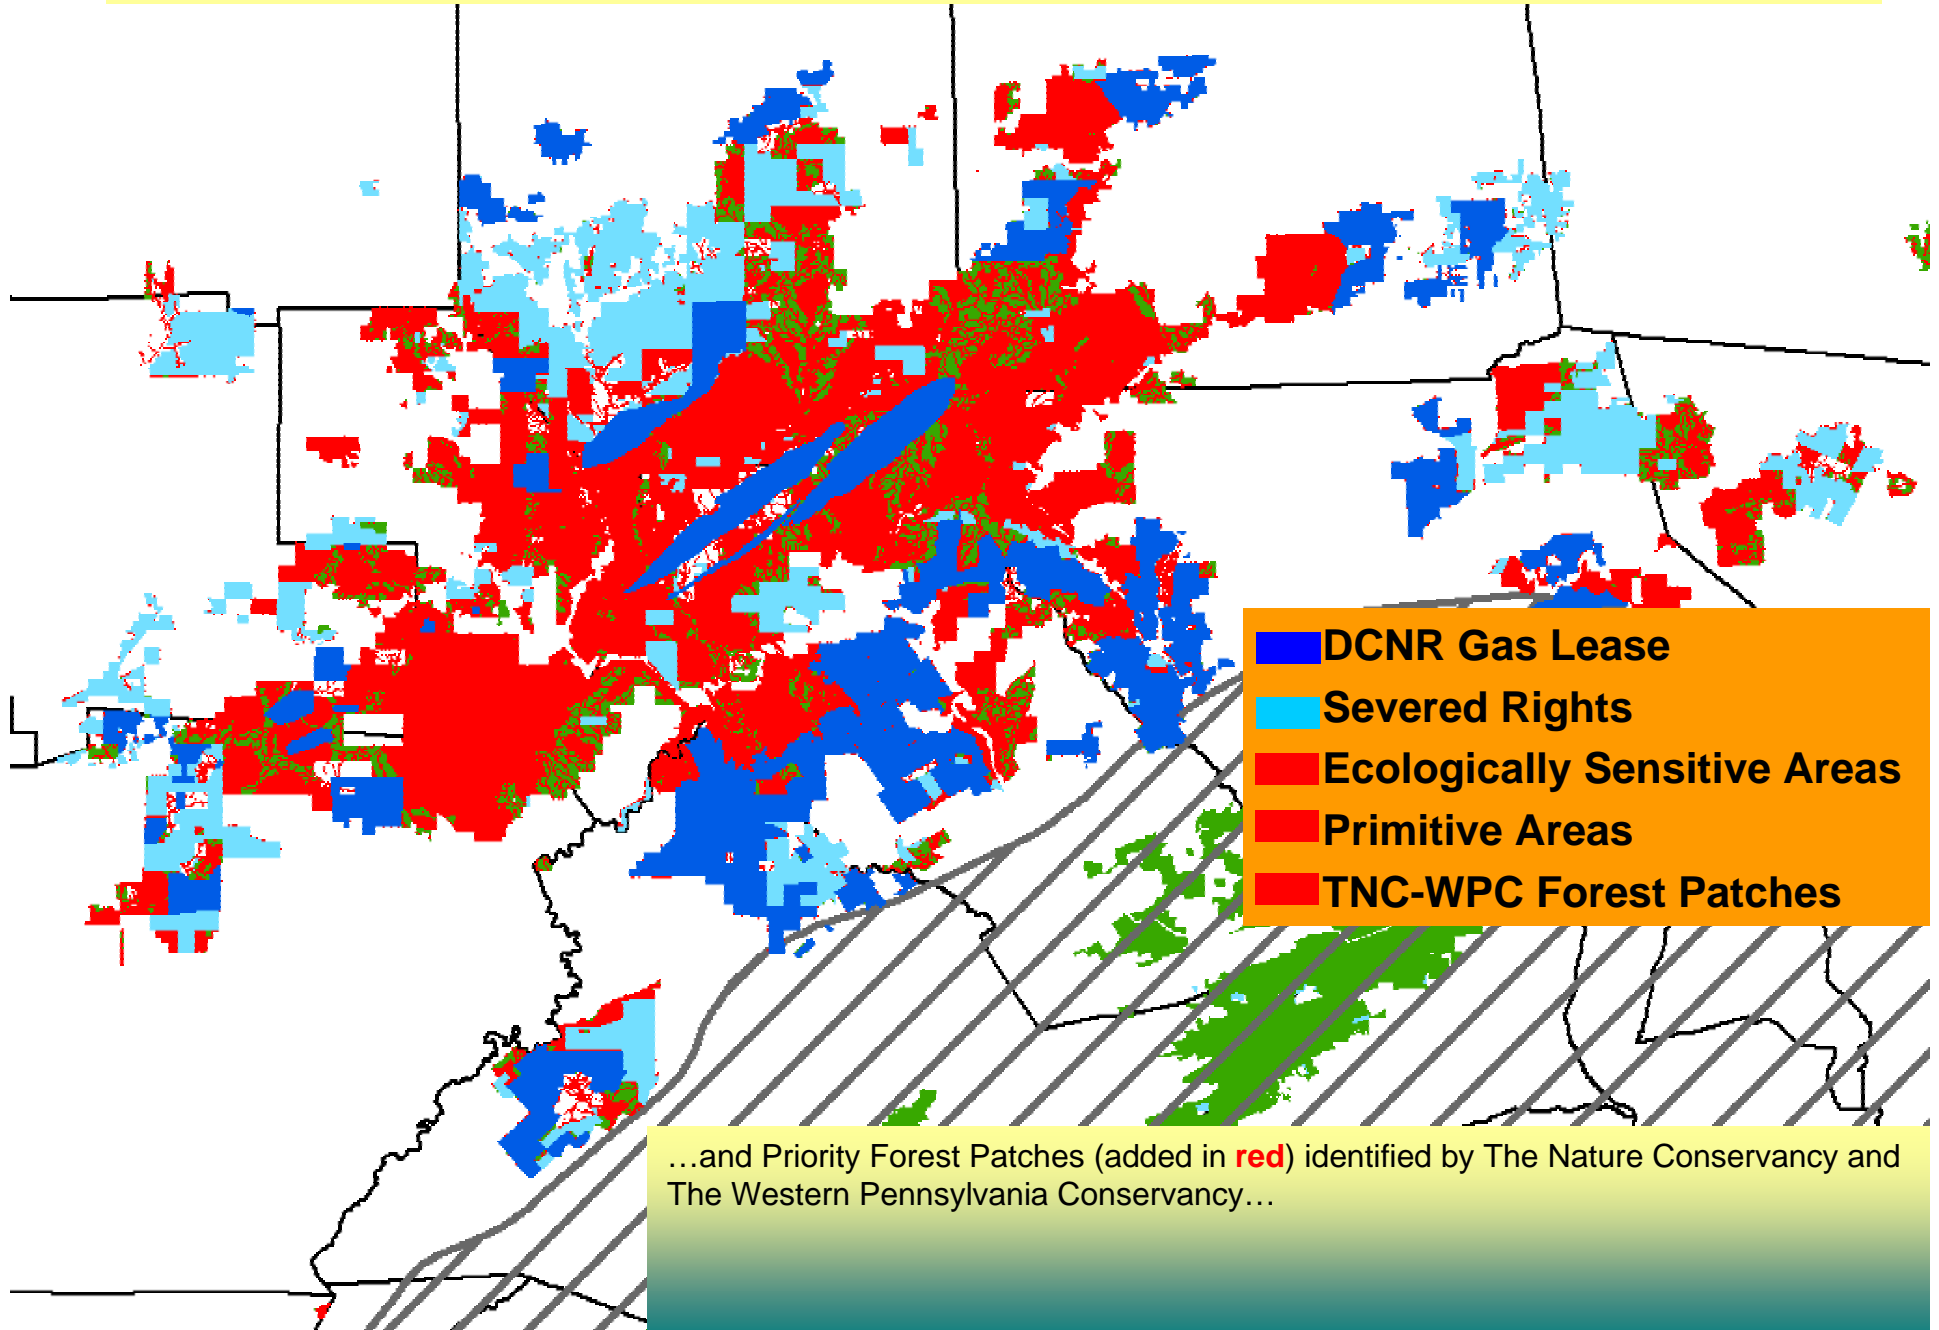 DCNR Gas Lease
Severed Rights
Ecologically Sensitive Areas
Primitive Areas
TNC-WPC Forest Patches
…and Priority Forest Patches (added in red) identified by The Nature Conservancy and
The Western Pennsylvania Conservancy…